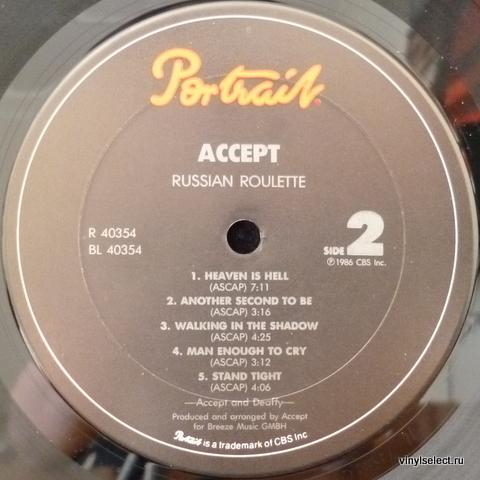 Portrait
ACCEPT
RUSSIAN ROULETTE
R 40354
BL 40354
SIDE 2
℗1986 CBS Inc.
1. HEAVEN IS HELL
(ASCAP) 7:11
2. ANOTHER SECOND TO BE
(ASCAP) 3:16
3. WALKING IN THE SHADOW
(ASCAP) 4:25
4. MAN ENOUGH TO CRY
(ASCAP) 3:12
5. STAND TIGHT
(ASCAP) 4:06
—Accept and Deaffy—
Produced and arranged by Accept
for Breeze Music GMBH
Portrait is a trademark of CBS Inc
vinylselect.ru